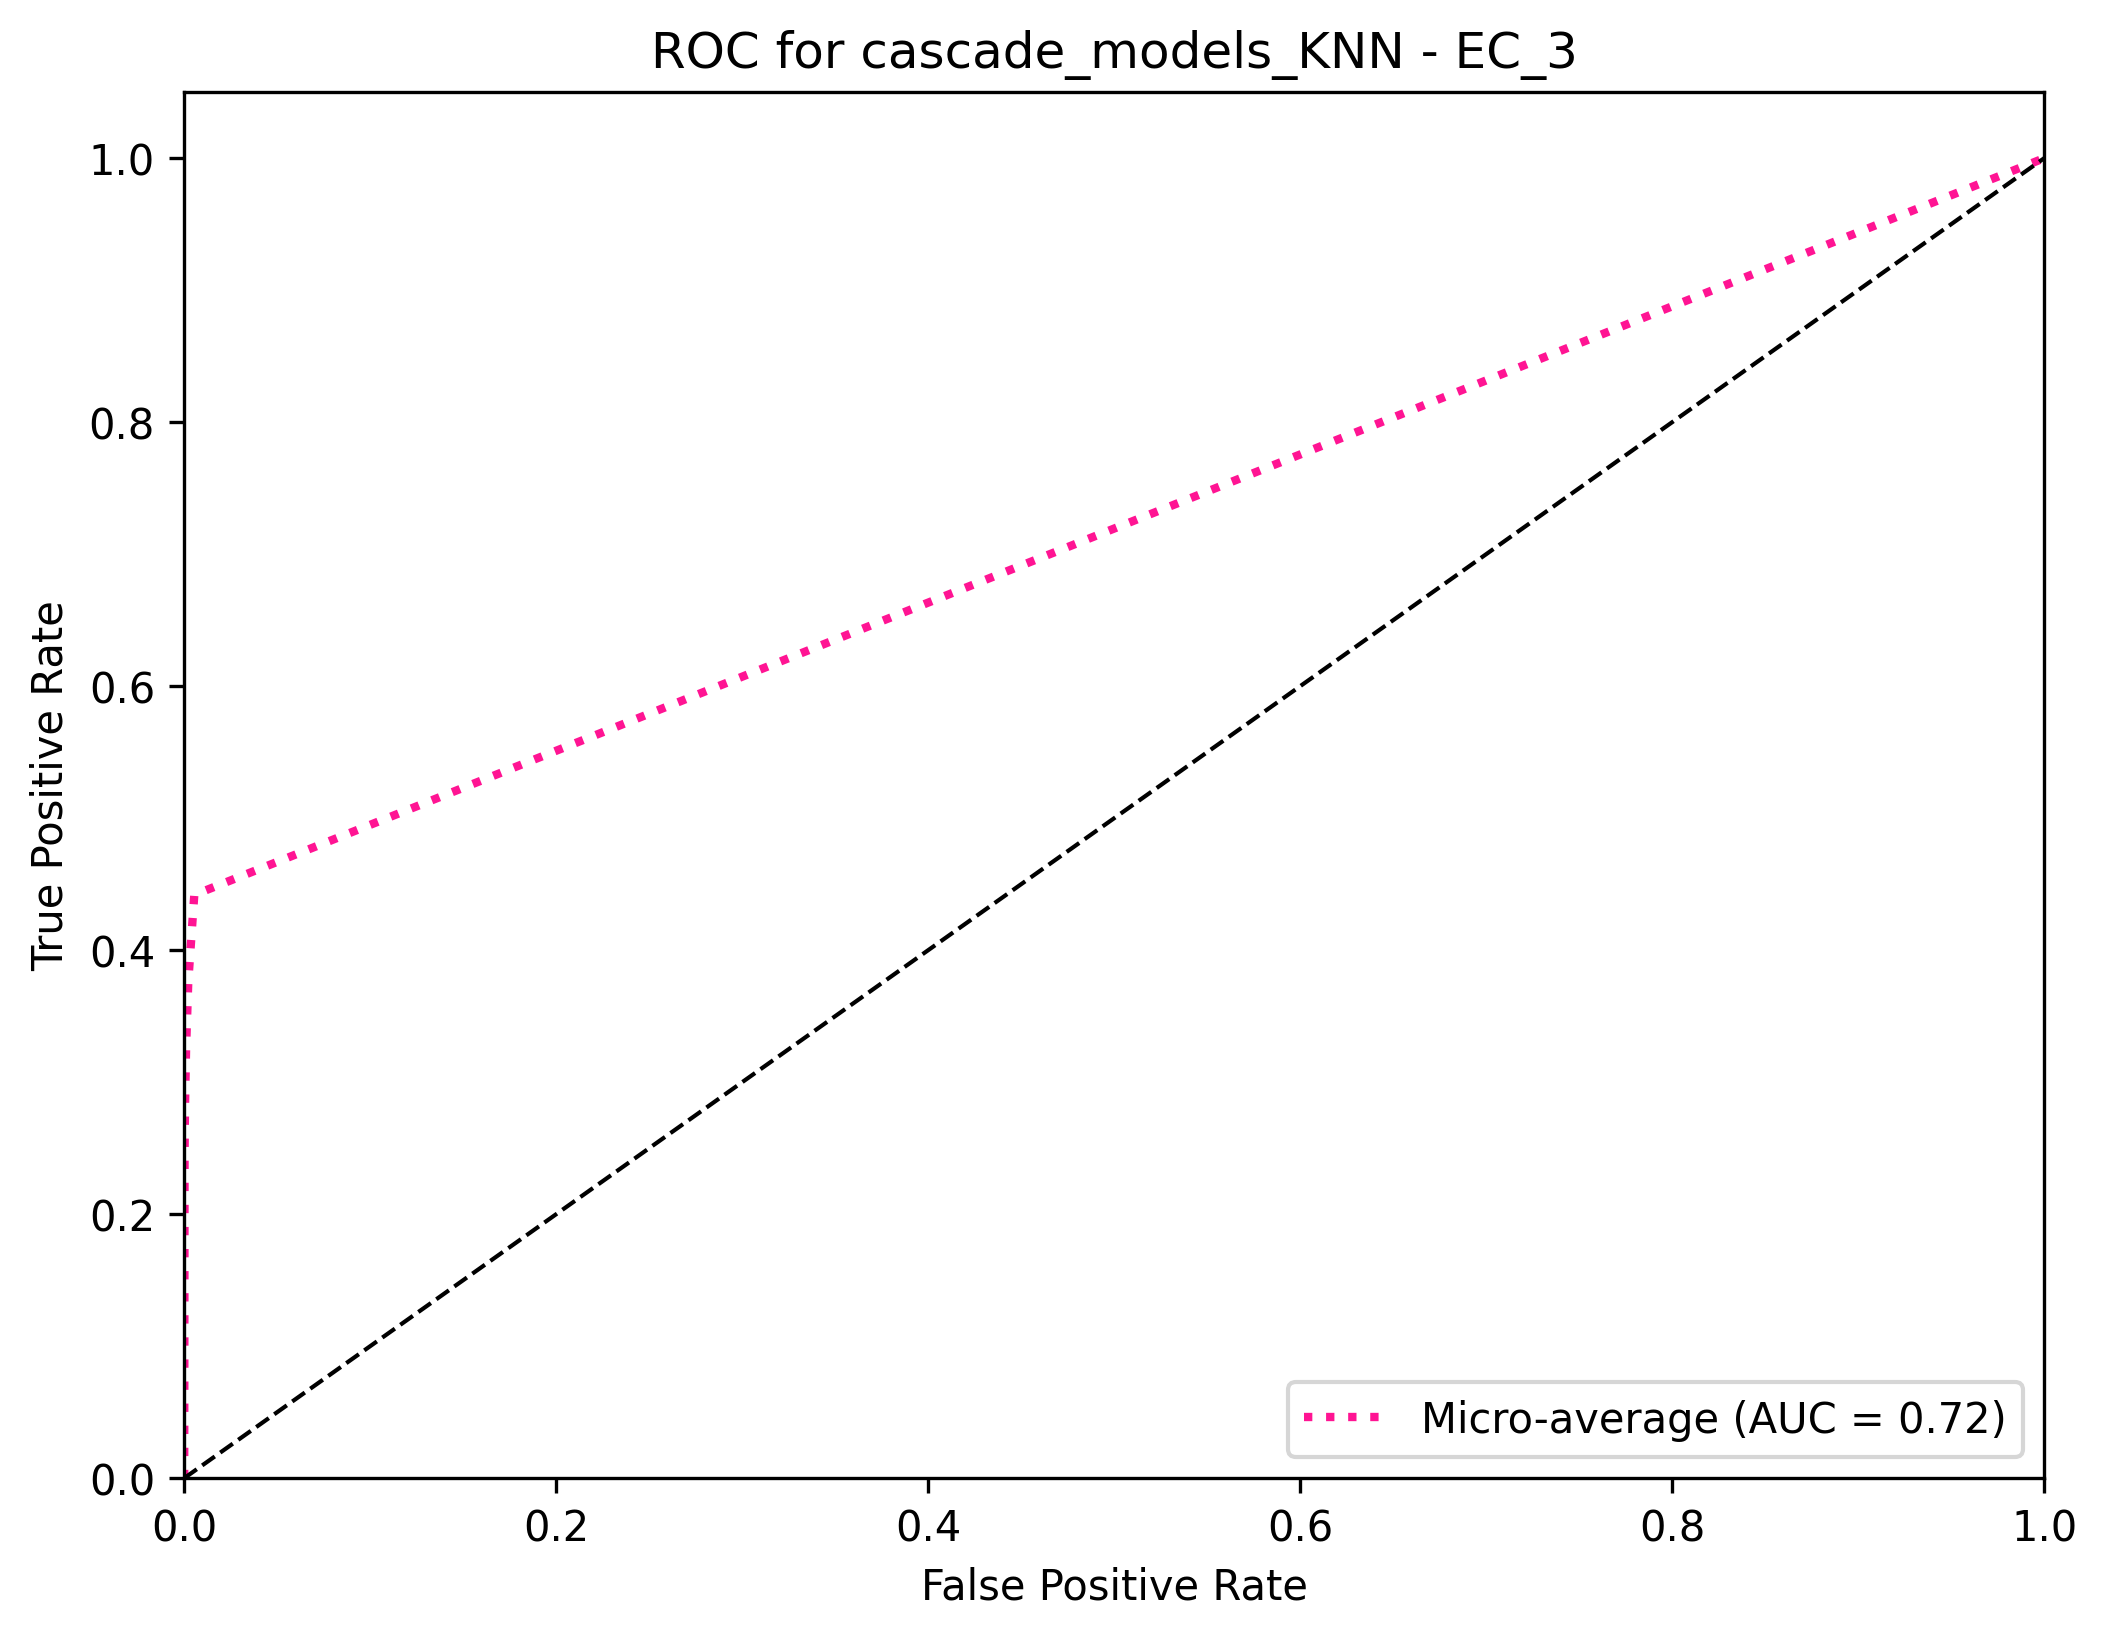 ROC for cascade_models_KNN - EC_3
True Positive Rate
1.0
0.8
0.6
0.4
0.2
0.0
0.0 0.2 0.4 0.6 0.8 1.0
False Positive Rate
Micro-average (AUC = 0.72)